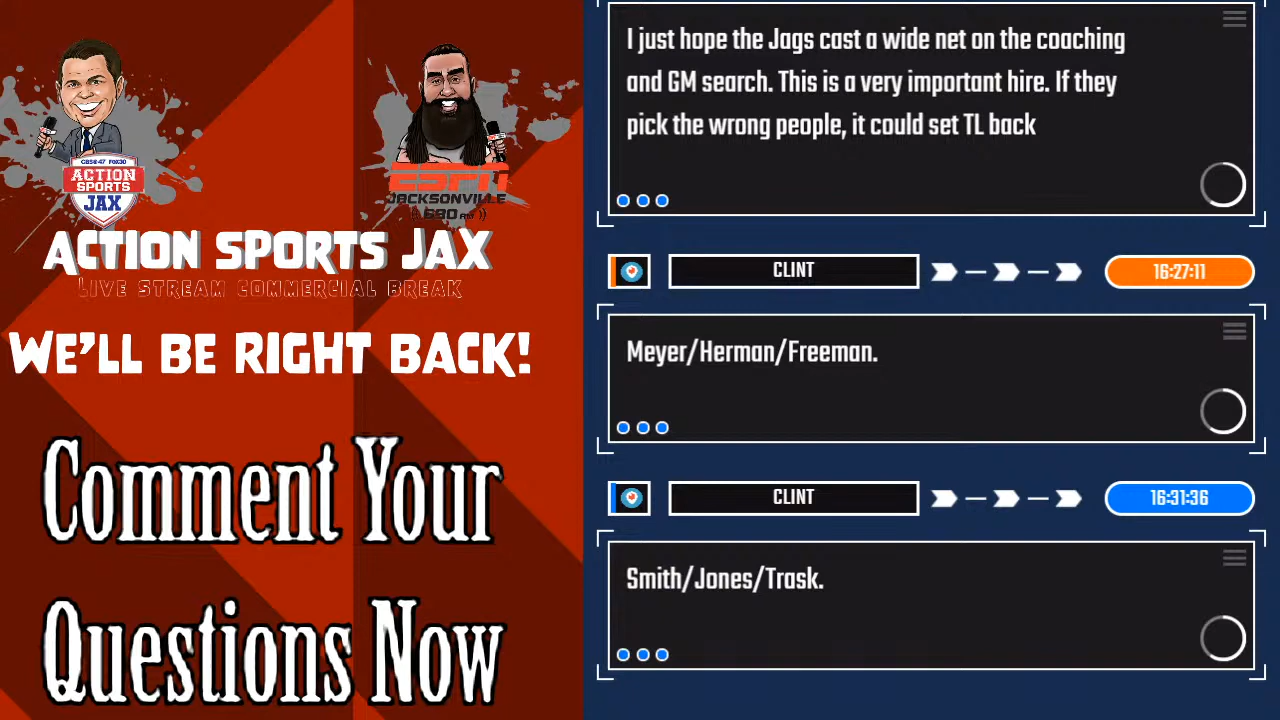 CBS 47 FOX30
ACTION
SPORTS
JAX
ESPN
JACKSONVILLE
690 AM
ACTION SPORTS JAX
LIVE STREAM COMMERCIAL BREAK
WE'LL BE RIGHT BACK!
Comment Your
Questions Now
I just hope the Jags cast a wide net on the coaching
and GM search. This is a very important hire. If they
pick the wrong people, it could set TL back
CLINT
16:27:11
Meyer/Herman/Freeman.
CLINT
16:31:36
Smith/Jones/Trask.